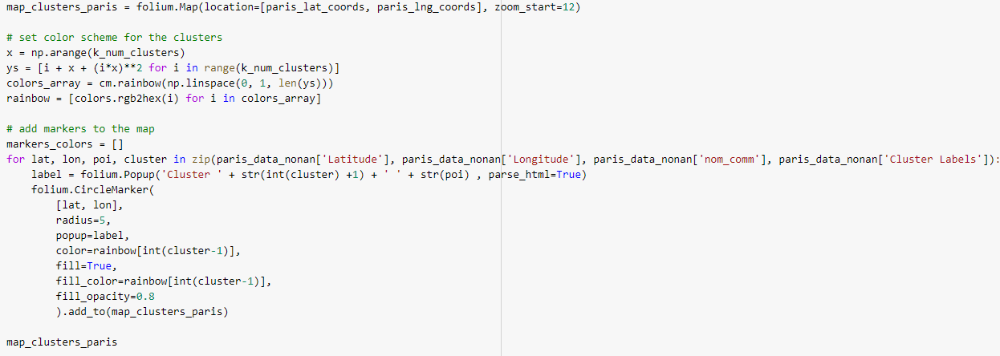 map_clusters_paris = folium.Map(location=[paris_lat_coords, paris_lng_coords], zoom_start=12)

# set color scheme for the clusters
x = np.arange(k_num_clusters)
ys = [i + x + (i*x)**2 for i in range(k_num_clusters)]
colors_array = cm.rainbow(np.linspace(0, 1, len(ys)))
rainbow = [colors.rgb2hex(i) for i in colors_array]

# add markers to the map
markers_colors = []
for lat, lon, poi, cluster in zip(paris_data_nonan['Latitude'], paris_data_nonan['Longitude'], paris_data_nonan['nom_comm'], paris_data_nonan['Cluster Labels']):
    label = folium.Popup('Cluster ' + str(int(cluster) +1) + ' ' + str(poi) , parse_html=True)
    folium.CircleMarker(
        [lat, lon],
        radius=5,
        popup=label,
        color=rainbow[int(cluster-1)],
        fill=True,
        fill_color=rainbow[int(cluster-1)],
        fill_opacity=0.8
        ).add_to(map_clusters_paris)

map_clusters_paris